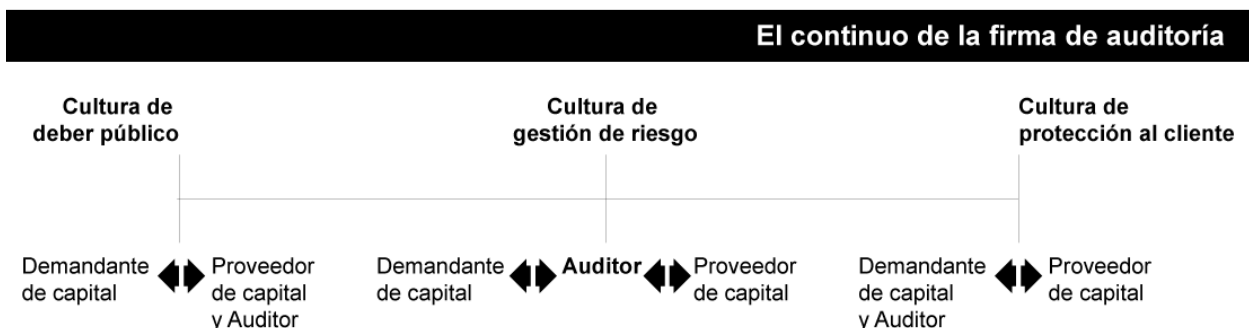 El continuo de la firma de auditoría
Cultura de
deber público
Cultura de
gestión de riesgo
Cultura de
protección al cliente
Demandante
de capital
Proveedor
de capital
y Auditor
Demandante
de capital
Auditor
Proveedor
de capital
Demandante
de capital
y Auditor
Proveedor
de capital